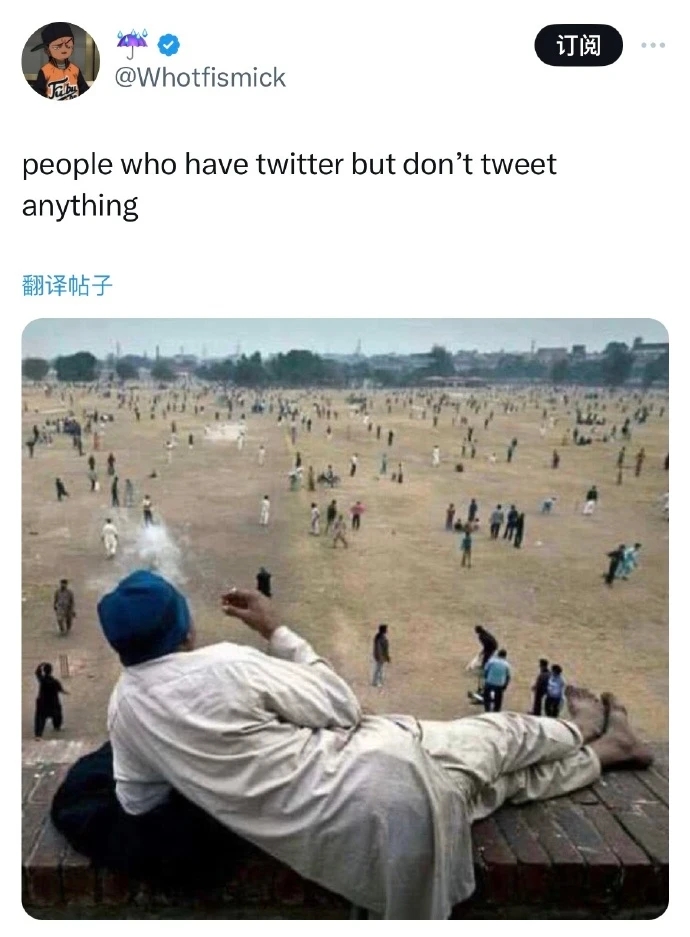 ☔
订阅
@Whotfismick
people who have twitter but don’t tweet
anything
翻译帖子